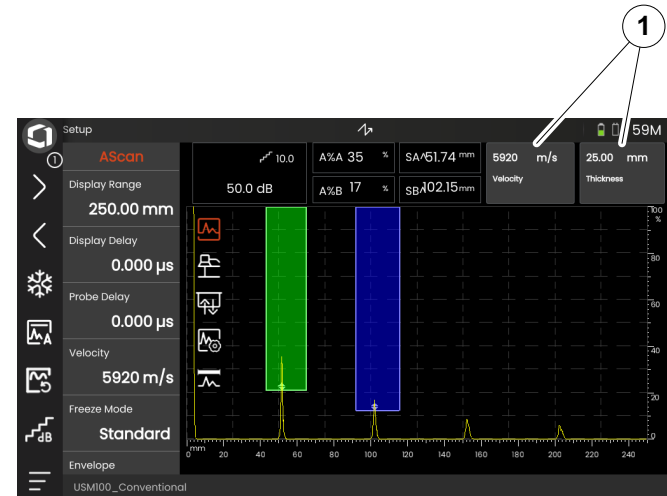 1
Setup
59M
1
AScan
10.0
50.0 dB
A%A 35 %
A%B 17 %
SA^51.74 mm
SB^102.15 mm
5920 m/s
Velocity
25.00 mm
Thickness
Display Range
250.00 mm
Display Delay
0.000 µs
Probe Delay
0.000 µs
Velocity
5920 m/s
Freeze Mode
Standard
Envelope
A
dB
100
%
80
60
40
20
0
0 mm 20 40 60 80 100 120 140 160 180 200 220 240
USM100_Conventional